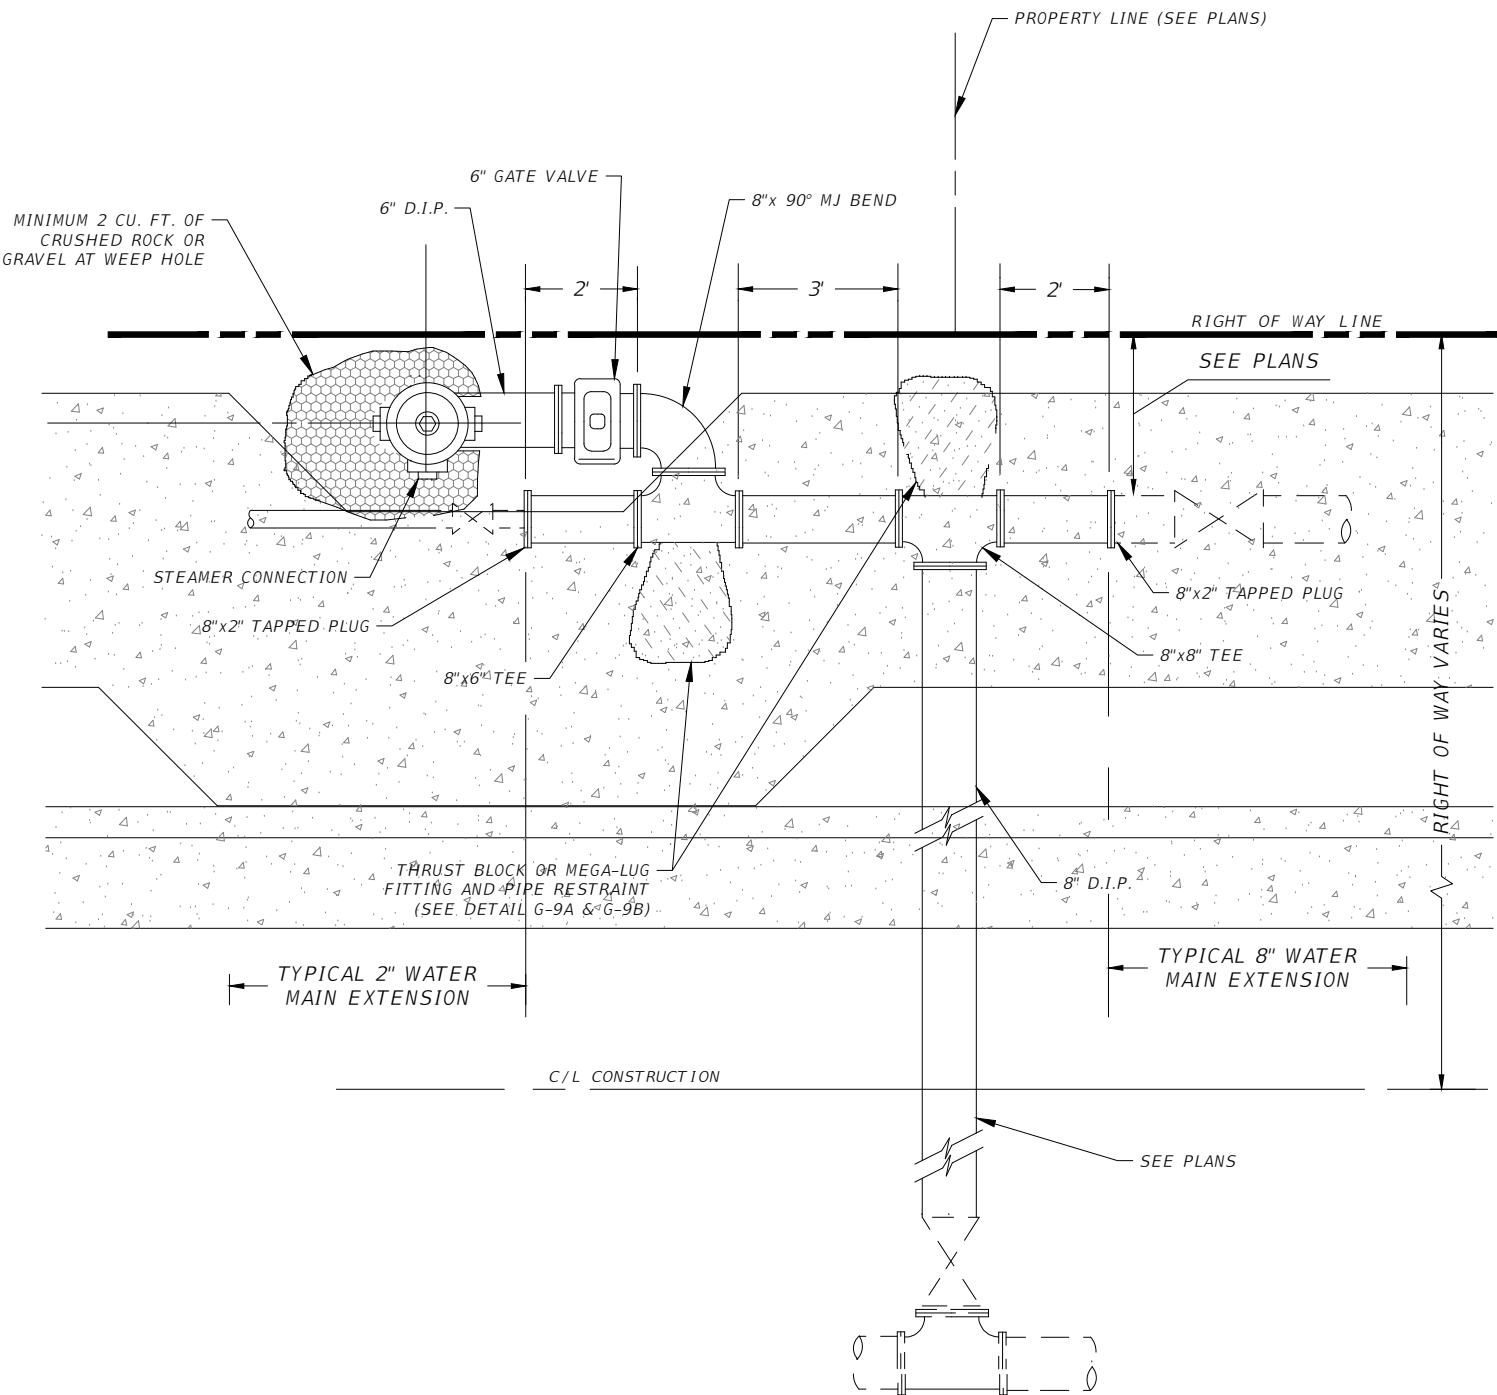 PROPERTY LINE (SEE PLANS)
6" GATE VALVE
8"x 90° MJ BEND
6" D.I.P.
MINIMUM 2 CU. FT. OF
CRUSHED ROCK OR
GRAVEL AT WEEP HOLE
2'
3'
2'
RIGHT OF WAY LINE
SEE PLANS
STEAMER CONNECTION
8"x2" TAPPED PLUG
8"x2" TAPPED PLUG
8"x6" TEE
8"x8" TEE
RIGHT OF WAY VARIES
THRUST BLOCK OR MEGA-LUG
FITTING AND PIPE RESTRAINT
(SEE DETAIL G-9A & G-9B)
8" D.I.P.
TYPICAL 2" WATER
MAIN EXTENSION
TYPICAL 8" WATER
MAIN EXTENSION
C/L CONSTRUCTION
SEE PLANS